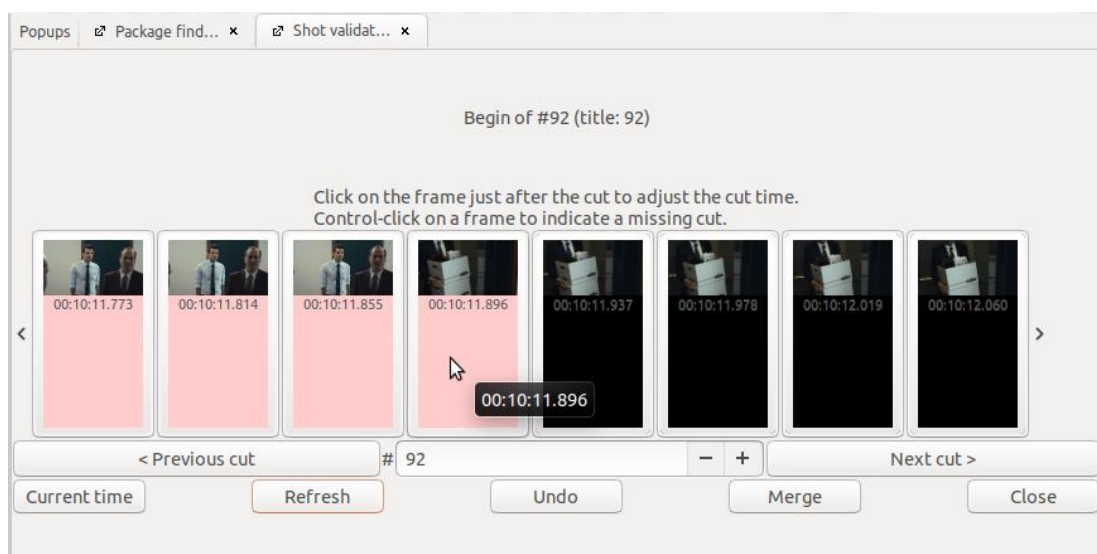 Popups Package find... × Shot validat... ×
Begin of #92 (title: 92)
Click on the frame just after the cut to adjust the cut time.
Control-click on a frame to indicate a missing cut.
00:10:11.773 00:10:11.814 00:10:11.855 00:10:11.896 00:10:11.937 00:10:11.978 00:10:12.019 00:10:12.060
< >
00:10:11.896
< Previous cut # 92 − + Next cut >
Current time Refresh Undo Merge Close